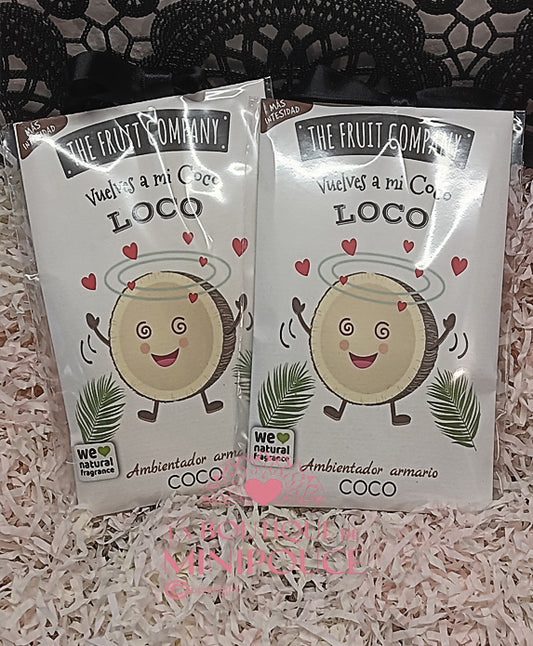 MÁS
INTESIDAD
THE FRUIT COMPANY
Vuelves a mi Coco
LOCO
we
natural
fragrance
Ambientador arma
COCO
MÁS
INTESIDAD
THE FRUIT COMPANY
Vuelves a mi Coco
LOCO
we
natural
fragrance
Ambientador armario
COCO
LA BOUTIQUE DE
MINIPOUCE